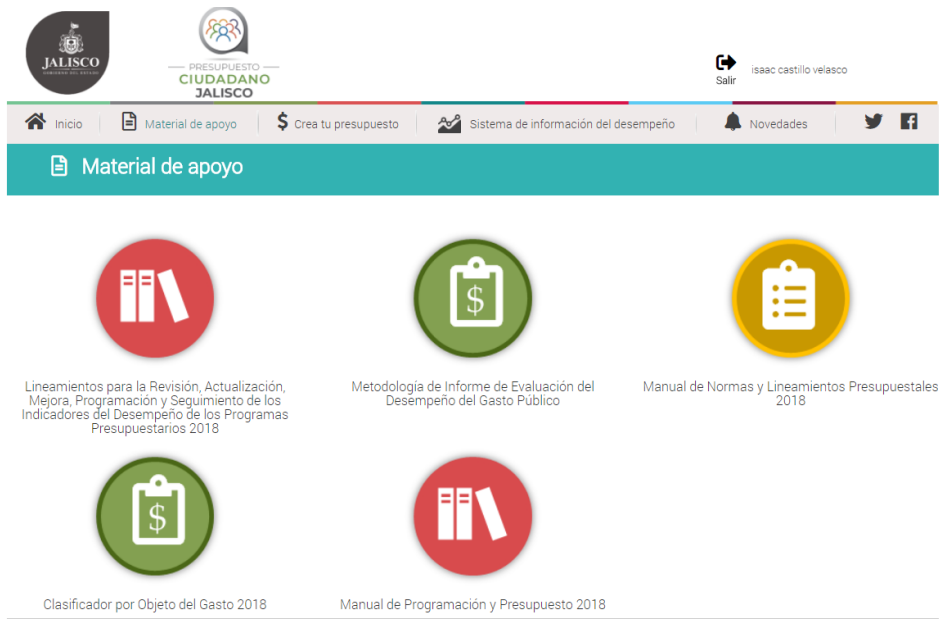 JALISCO
GOBIERNO DEL ESTADO
PRESUPUESTO
CIUDADANO
JALISCO
Salir
isaac castillo velasco
Inicio
Material de apoyo
$ Crea tu presupuesto
Sistema de información del desempeño
Novedades
Material de apoyo
$
Lineamientos para la Revisión, Actualización,
Mejora, Programación y Seguimiento de los
Indicadores del Desempeño de los Programas
Presupuestarios 2018
Metodología de Informe de Evaluación del
Desempeño del Gasto Público
Manual de Normas y Lineamientos Presupuestales
2018
$
Clasificador por Objeto del Gasto 2018
Manual de Programación y Presupuesto 2018